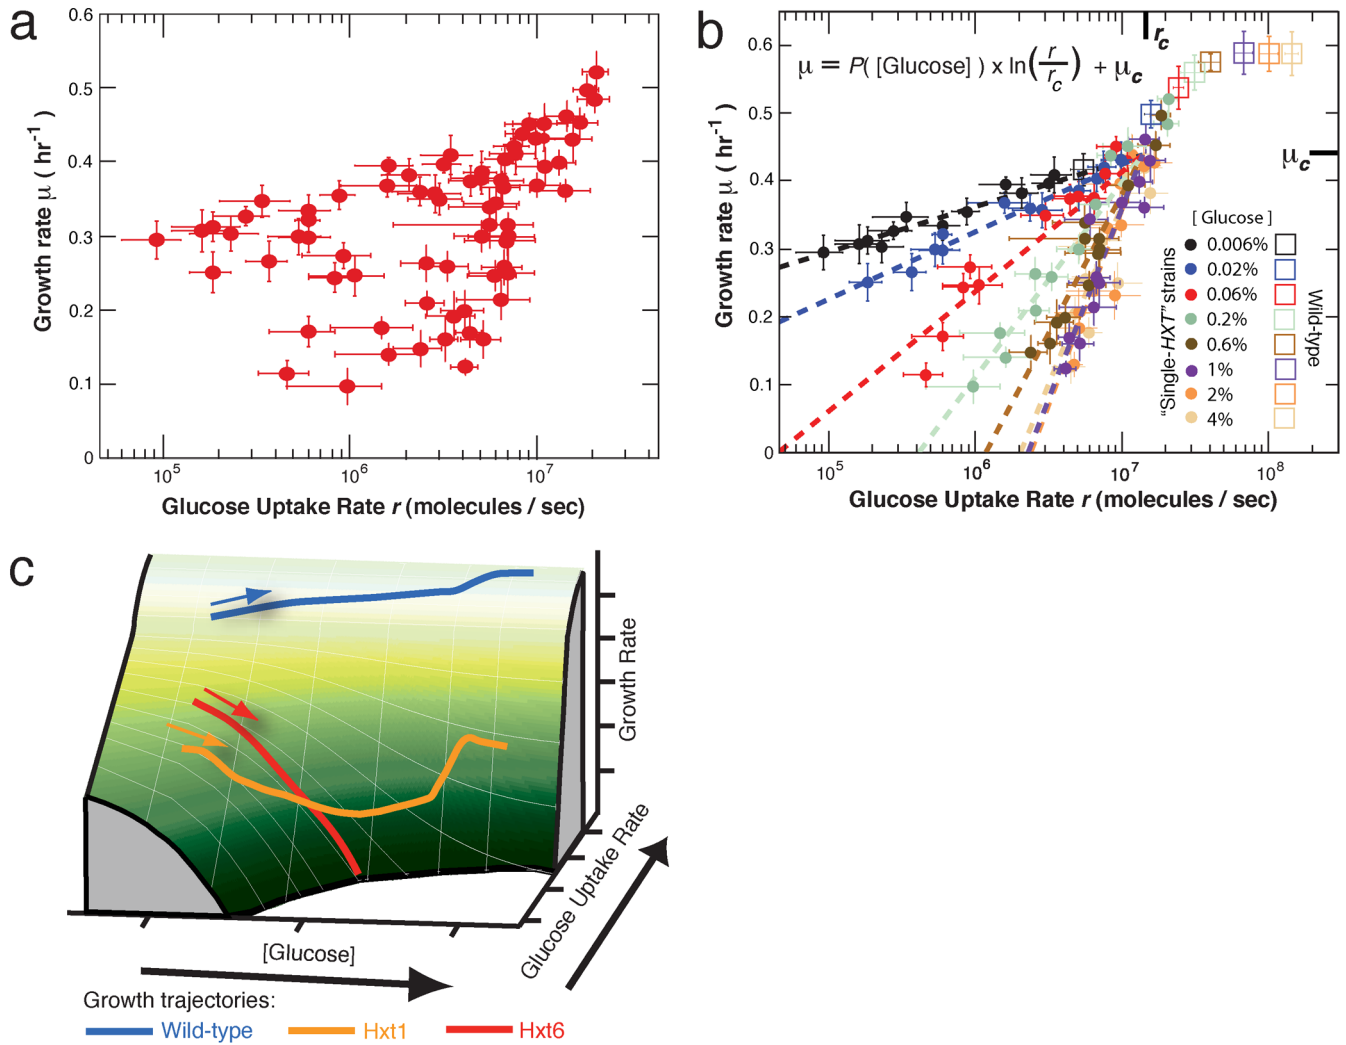 a
0.6
0.5
0.4
0.3
0.2
0.1
0
Growth rate μ ( hr⁻¹ )
10⁵
10⁶
10⁷
Glucose Uptake Rate r (molecules / sec)
b
r_c
μ = P( [Glucose] ) x ln(r/r_c) + μ_c
μ_c
0.6
0.5
0.4
0.3
0.2
0.1
0
Growth rate μ ( hr⁻¹ )
[ Glucose ]
0.006%
0.02%
0.06%
0.2%
0.6%
1%
2%
4%
"Single-HXT" strains
Wild-type
10⁵
10⁶
10⁷
10⁸
Glucose Uptake Rate r (molecules / sec)
c
Growth Rate
Glucose Uptake Rate
[Glucose]
Growth trajectories:
Wild-type
Hxt1
Hxt6